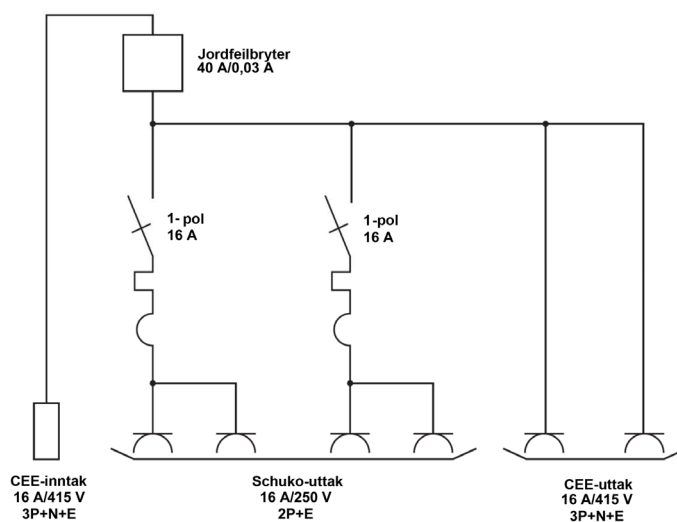 Jordfeilbryter
40 A/0,03 A
1- pol
16 A
1-pol
16 A
CEE-inntak
16 A/415 V
3P+N+E
Schuko-uttak
16 A/250 V
2P+E
CEE-uttak
16 A/415 V
3P+N+E